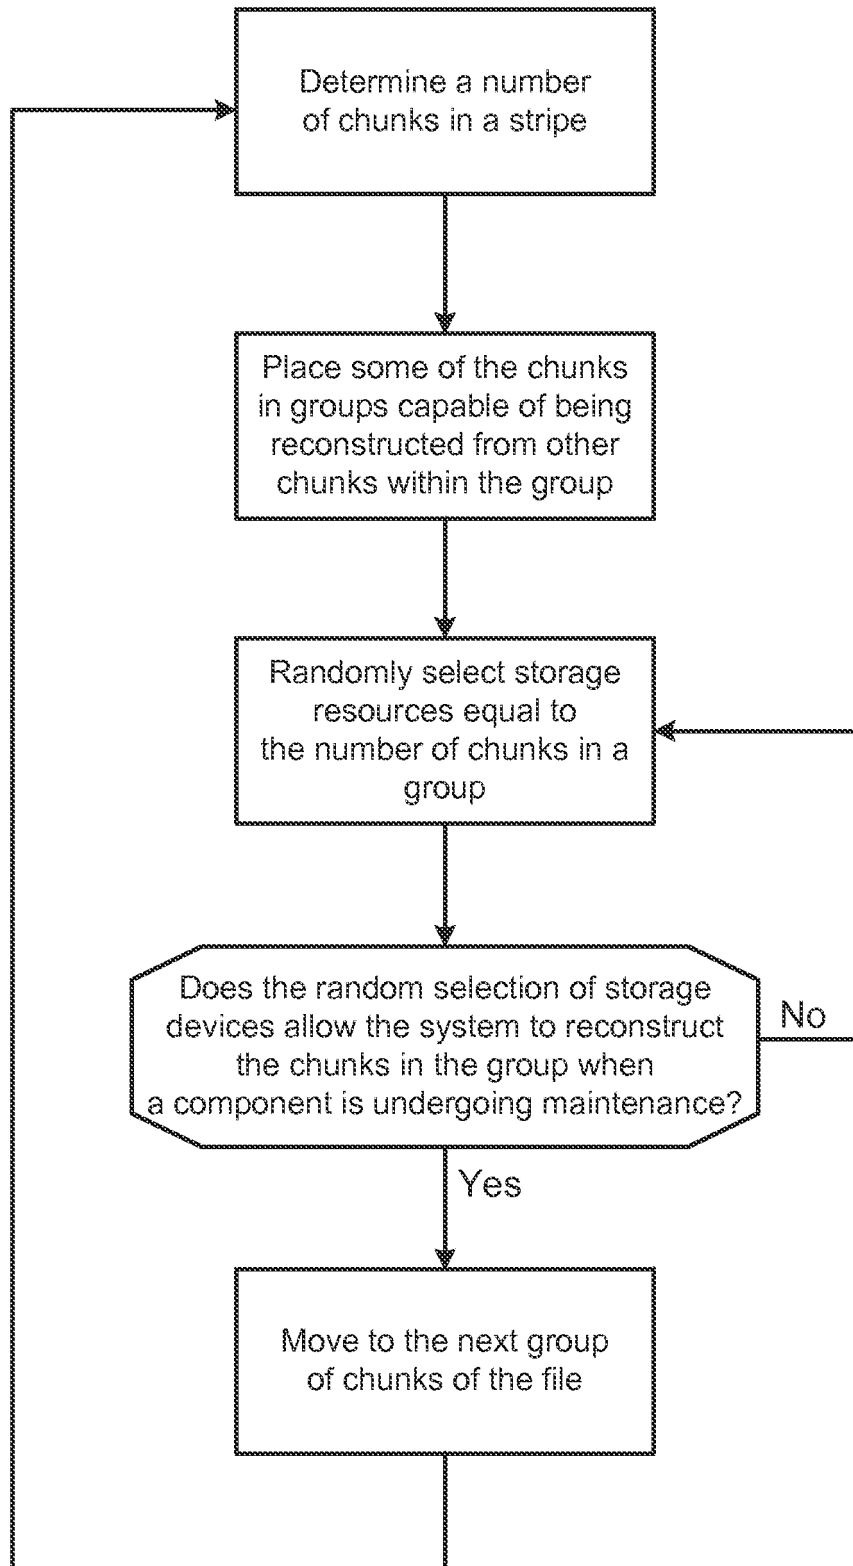 Determine a number
of chunks in a stripe
Place some of the chunks
in groups capable of being
reconstructed from other
chunks within the group
Randomly select storage
resources equal to
the number of chunks in a
group
Does the random selection of storage
devices allow the system to reconstruct
the chunks in the group when
a component is undergoing maintenance?
No
Yes
Move to the next group
of chunks of the file